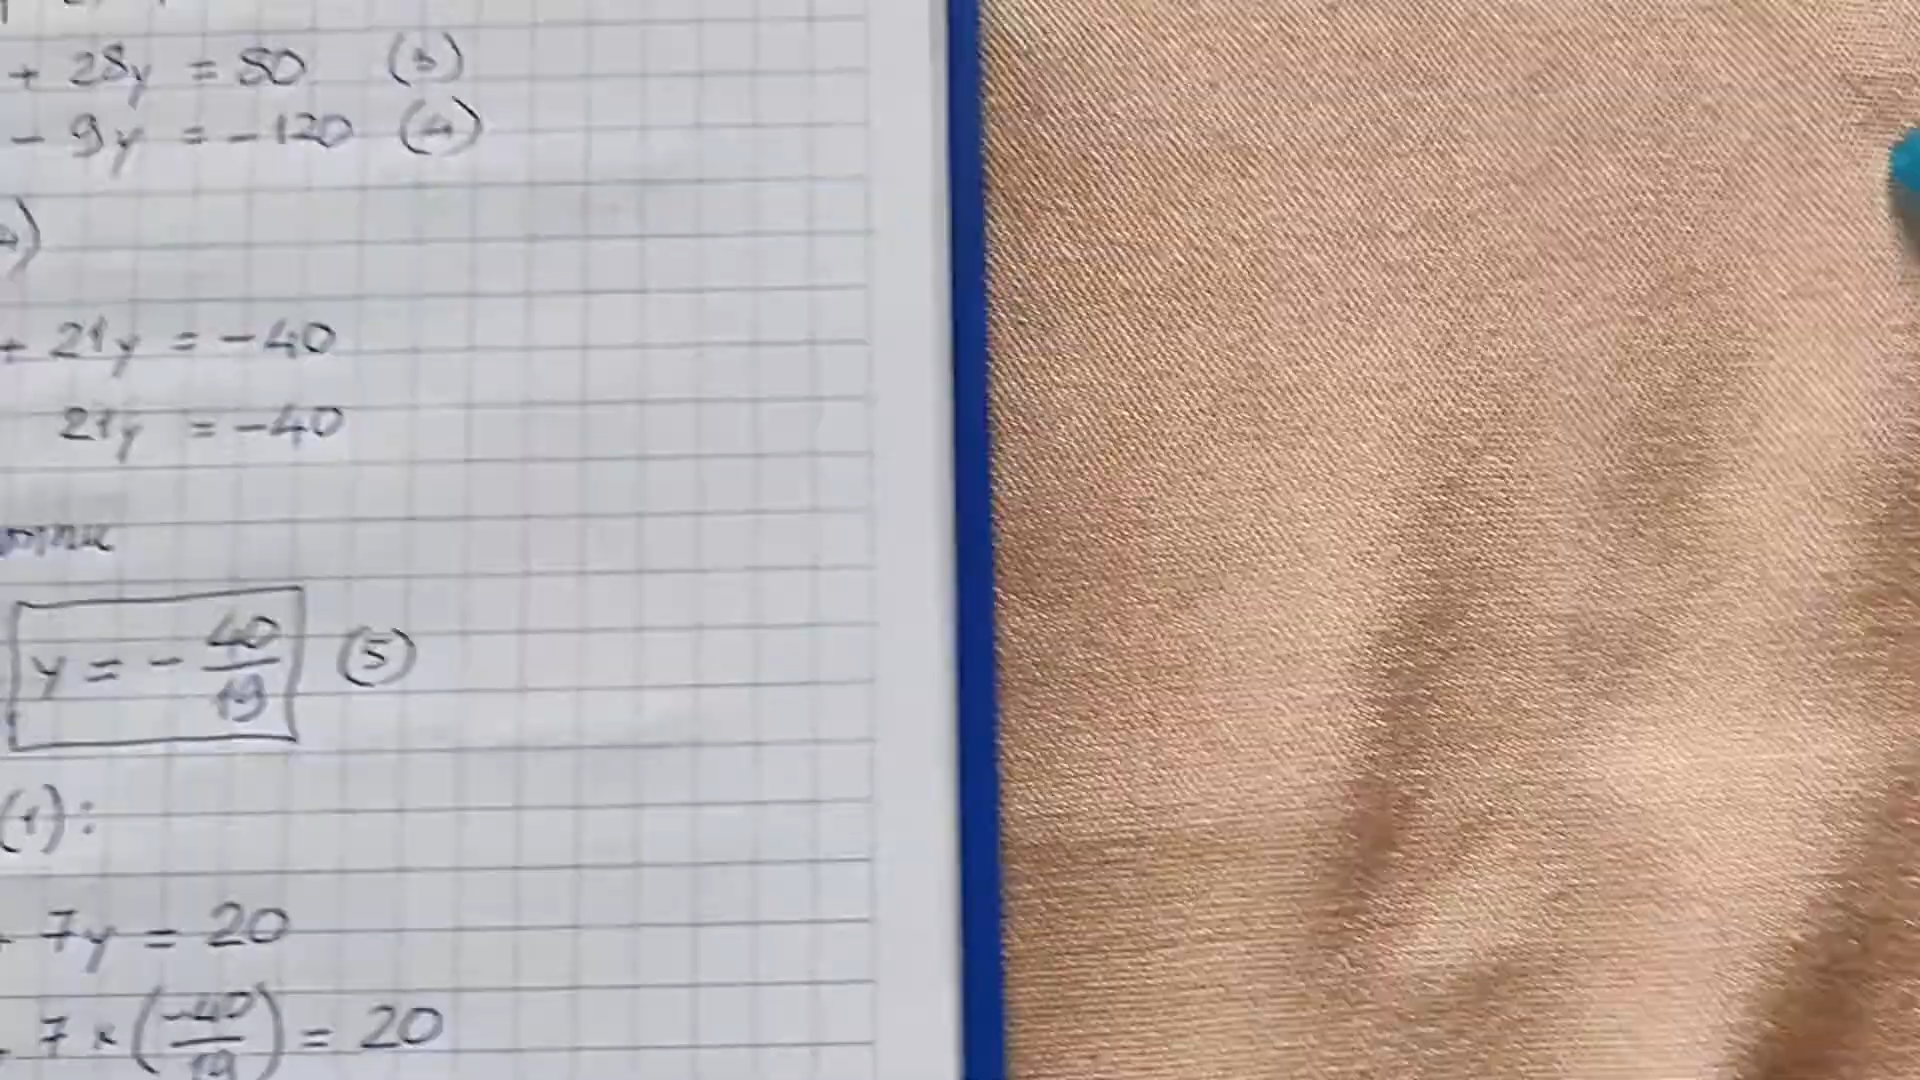 + 28y = 80 (3)
- 9y = -120 (4)
4)
+ 21y = -40
21y = -40
y = - 40/19 (5)
(1):
+ 7y = 20
7 × (-40/19) = 20